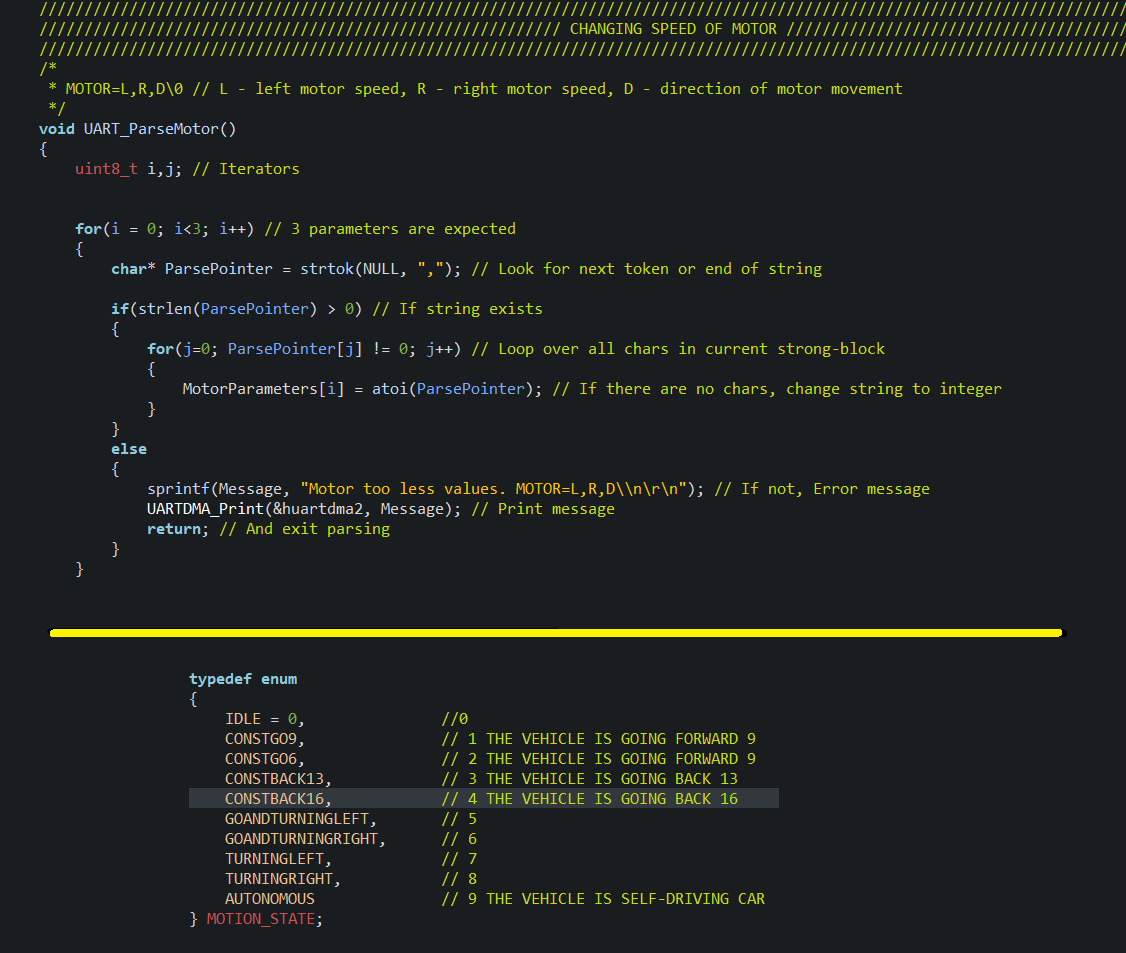 //////////////////////////////////////////////////////////////////////////////////////////////////////////////////////////
////////////////////////////////////////////////////////// CHANGING SPEED OF MOTOR //////////////////////////////////////
//////////////////////////////////////////////////////////////////////////////////////////////////////////////////////////
/*
 * MOTOR=L,R,D\0 // L - left motor speed, R - right motor speed, D - direction of motor movement
 */
void UART_ParseMotor()
{
    uint8_t i,j; // Iterators
    for(i = 0; i<3; i++) // 3 parameters are expected
    {
        char* ParsePointer = strtok(NULL, ","); // Look for next token or end of string
        if(strlen(ParsePointer) > 0) // If string exists
        {
            for(j=0; ParsePointer[j] != 0; j++) // Loop over all chars in current strong-block
            {
                MotorParameters[i] = atoi(ParsePointer); // If there are no chars, change string to integer
            }
        }
        else
        {
            sprintf(Message, "Motor too less values. MOTOR=L,R,D\\n\r\n"); // If not, Error message
            UARTDMA_Print(&huartdma2, Message); // Print message
            return; // And exit parsing
        }
    }
typedef enum
{
    IDLE = 0,               //0
    CONSTGO9,               // 1 THE VEHICLE IS GOING FORWARD 9
    CONSTGO6,               // 2 THE VEHICLE IS GOING FORWARD 9
    CONSTBACK13,            // 3 THE VEHICLE IS GOING BACK 13
    CONSTBACK16,            // 4 THE VEHICLE IS GOING BACK 16
    GOANDTURNINGLEFT,       // 5
    GOANDTURNINGRIGHT,      // 6
    TURNINGLEFT,            // 7
    TURNINGRIGHT,           // 8
    AUTONOMOUS              // 9 THE VEHICLE IS SELF-DRIVING CAR
} MOTION_STATE;